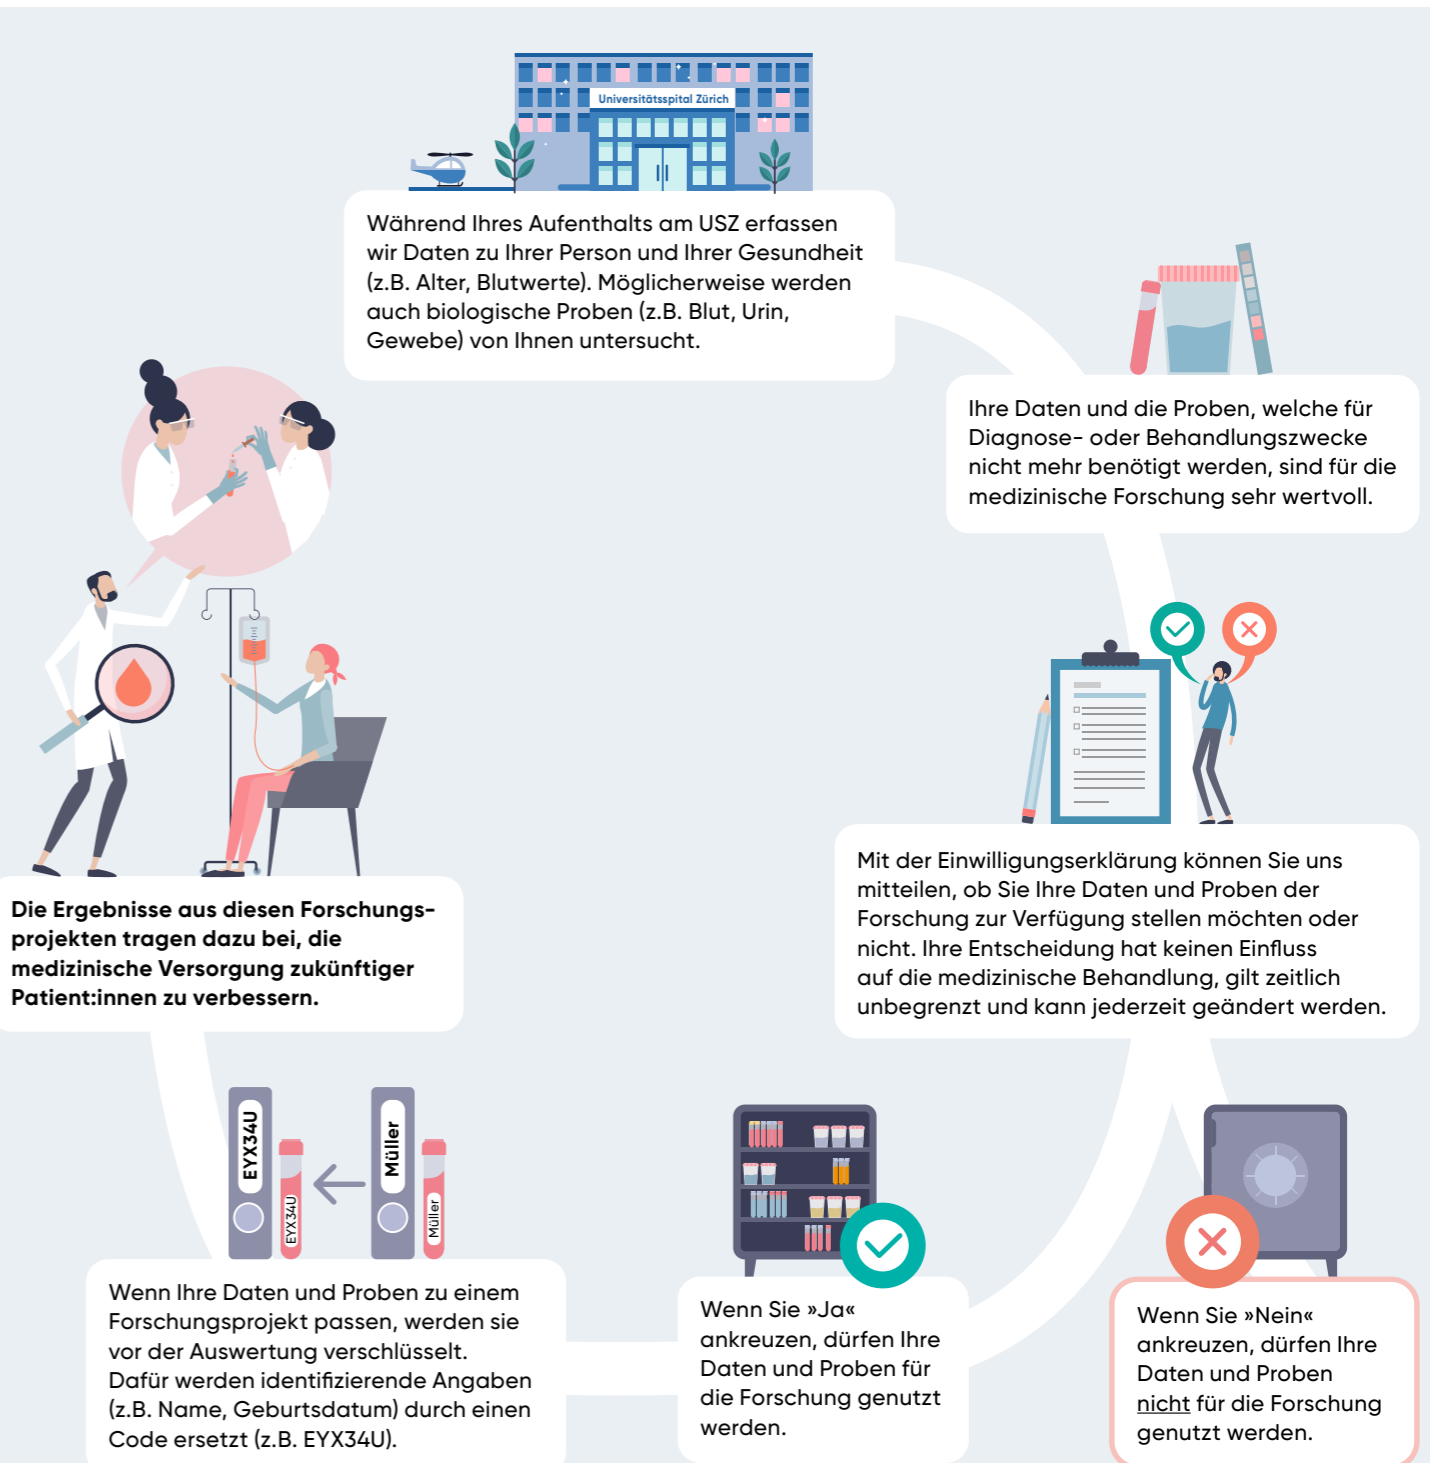 Universitätsspital Zürich
Während Ihres Aufenthalts am USZ erfassen
wir Daten zu Ihrer Person und Ihrer Gesundheit
(z.B. Alter, Blutwerte). Möglicherweise werden
auch biologische Proben (z.B. Blut, Urin,
Gewebe) von Ihnen untersucht.
Ihre Daten und die Proben, welche für
Diagnose- oder Behandlungszwecke
nicht mehr benötigt werden, sind für die
medizinische Forschung sehr wertvoll.
Mit der Einwilligungserklärung können Sie uns
mitteilen, ob Sie Ihre Daten und Proben der
Forschung zur Verfügung stellen möchten oder
nicht. Ihre Entscheidung hat keinen Einfluss
auf die medizinische Behandlung, gilt zeitlich
unbegrenzt und kann jederzeit geändert werden.
Wenn Sie »Nein«
ankreuzen, dürfen Ihre
Daten und Proben
nicht für die Forschung
genutzt werden.
Wenn Sie »Ja«
ankreuzen, dürfen Ihre
Daten und Proben für
die Forschung genutzt
werden.
EYX34U
EYX34U
Müller
Müller
Wenn Ihre Daten und Proben zu einem
Forschungsprojekt passen, werden sie
vor der Auswertung verschlüsselt.
Dafür werden identifizierende Angaben
(z.B. Name, Geburtsdatum) durch einen
Code ersetzt (z.B. EYX34U).
Die Ergebnisse aus diesen Forschungs-
projekten tragen dazu bei, die
medizinische Versorgung zukünftiger
Patient:innen zu verbessern.